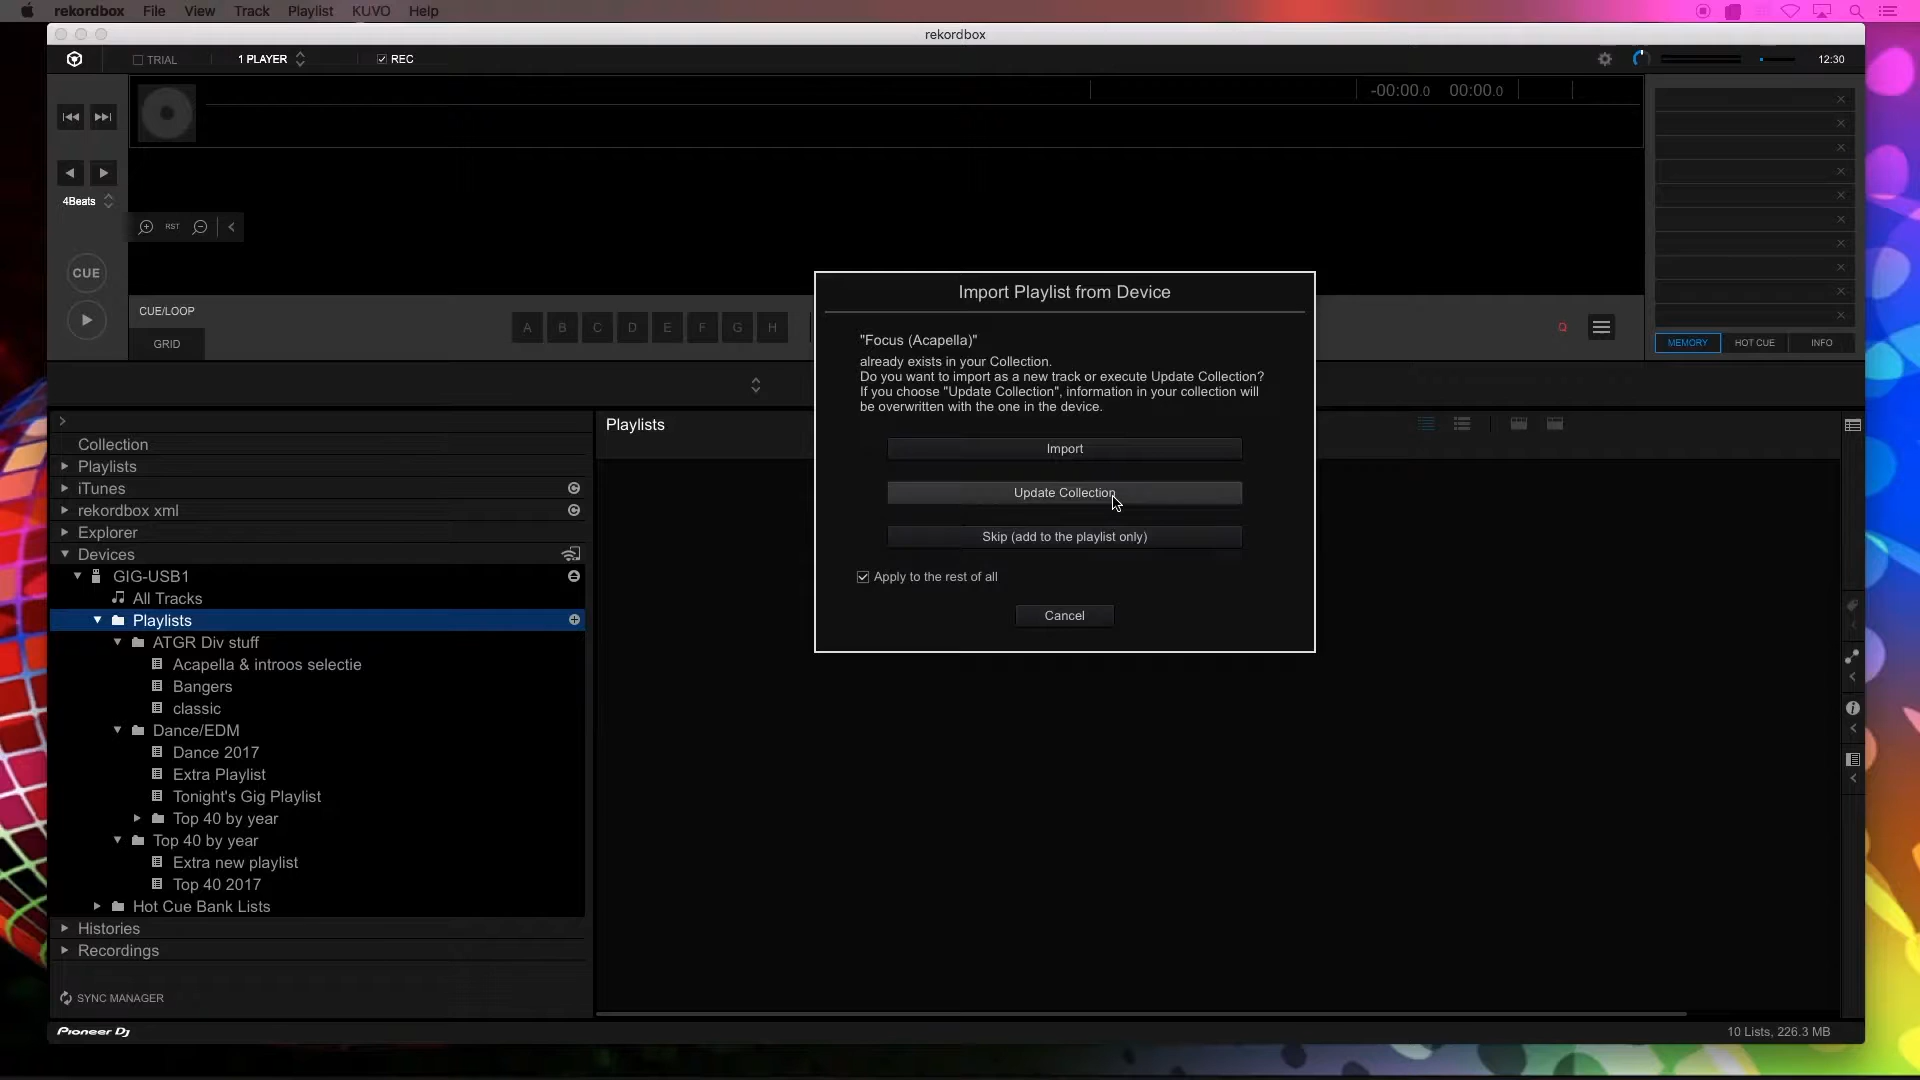 rekordbox File View Track Playlist KUVO Help
rekordbox
TRIAL 1 PLAYER REC 12:30
-00:00.0 00:00.0
4Beats
RST
CUE
CUE/LOOP
GRID
A B C D E F G H
Q
MEMORY HOT CUE INFO
Import Playlist from Device
"Focus (Acapella)"
already exists in your Collection.
Do you want to import as a new track or execute Update Collection?
If you choose "Update Collection", information in your collection will
be overwritten with the one in the device.
Import
Update Collection
Skip (add to the playlist only)
Apply to the rest of all
Cancel
Playlists
Collection
Playlists
iTunes
rekordbox xml
Explorer
Devices
GIG-USB1
All Tracks
Playlists
ATGR Div stuff
Acapella & introos selectie
Bangers
classic
Dance/EDM
Dance 2017
Extra Playlist
Tonight's Gig Playlist
Top 40 by year
Top 40 by year
Extra new playlist
Top 40 2017
Hot Cue Bank Lists
Histories
Recordings
SYNC MANAGER
Pioneer Dj
10 Lists, 226.3 MB